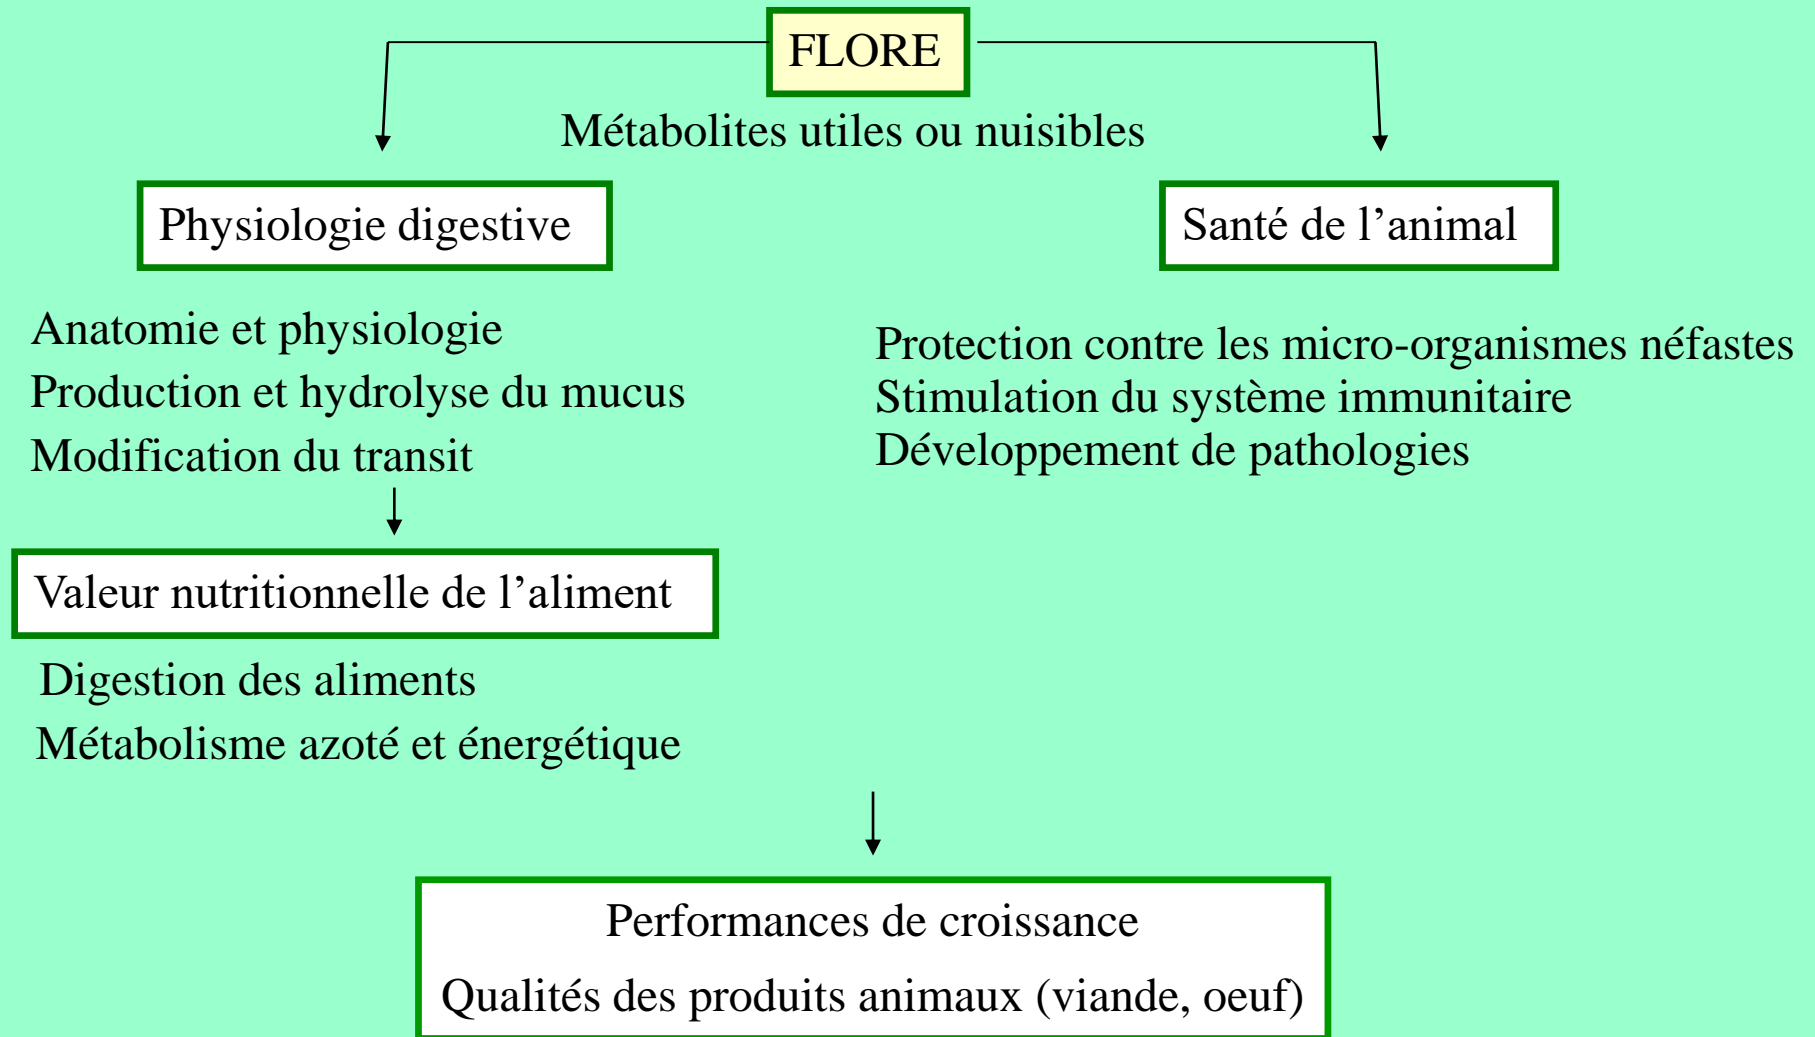 FLORE
Métabolites utiles ou nuisibles
Physiologie digestive
Santé de l’animal
Anatomie et physiologie
Production et hydrolyse du mucus
Modification du transit
Protection contre les micro-organismes néfastes
Stimulation du système immunitaire
Développement de pathologies
Valeur nutritionnelle de l’aliment
Digestion des aliments
Métabolisme azoté et énergétique
Performances de croissance
Qualités des produits animaux (viande, oeuf)